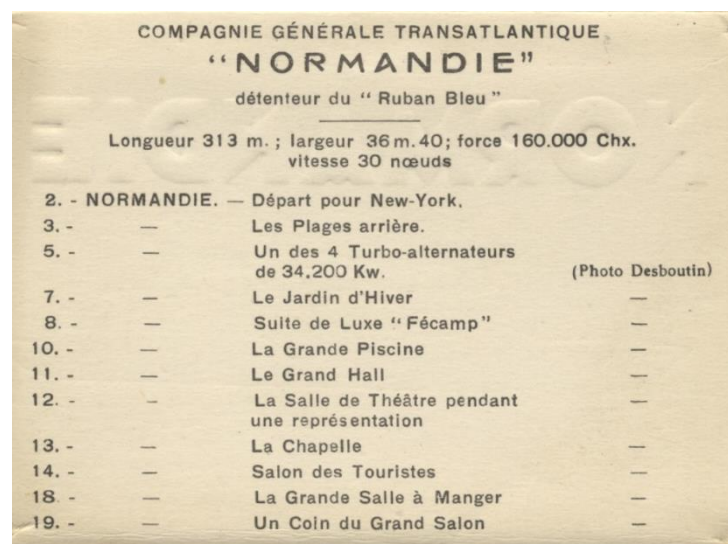 COMPAGNIE GÉNÉRALE TRANSATLANTIQUE
“NORMANDIE”
détenteur du “ Ruban Bleu ”
Longueur 313 m. ; largeur 36 m. 40; force 160.000 Chx.
vitesse 30 nœuds
2. - NORMANDIE. — Départ pour New-York.
3. - — Les Plages arrière.
5. - — Un des 4 Turbo-alternateurs
de 34.200 Kw. (Photo Desboutin)
7. - — Le Jardin d'Hiver —
8. - — Suite de Luxe “ Fécamp ” —
10. - — La Grande Piscine —
11. - — Le Grand Hall —
12. - — La Salle de Théâtre pendant —
une représentation
13. - — La Chapelle —
14. - — Salon des Touristes —
18 - — La Grande Salle à Manger —
19. - — Un Coin du Grand Salon —